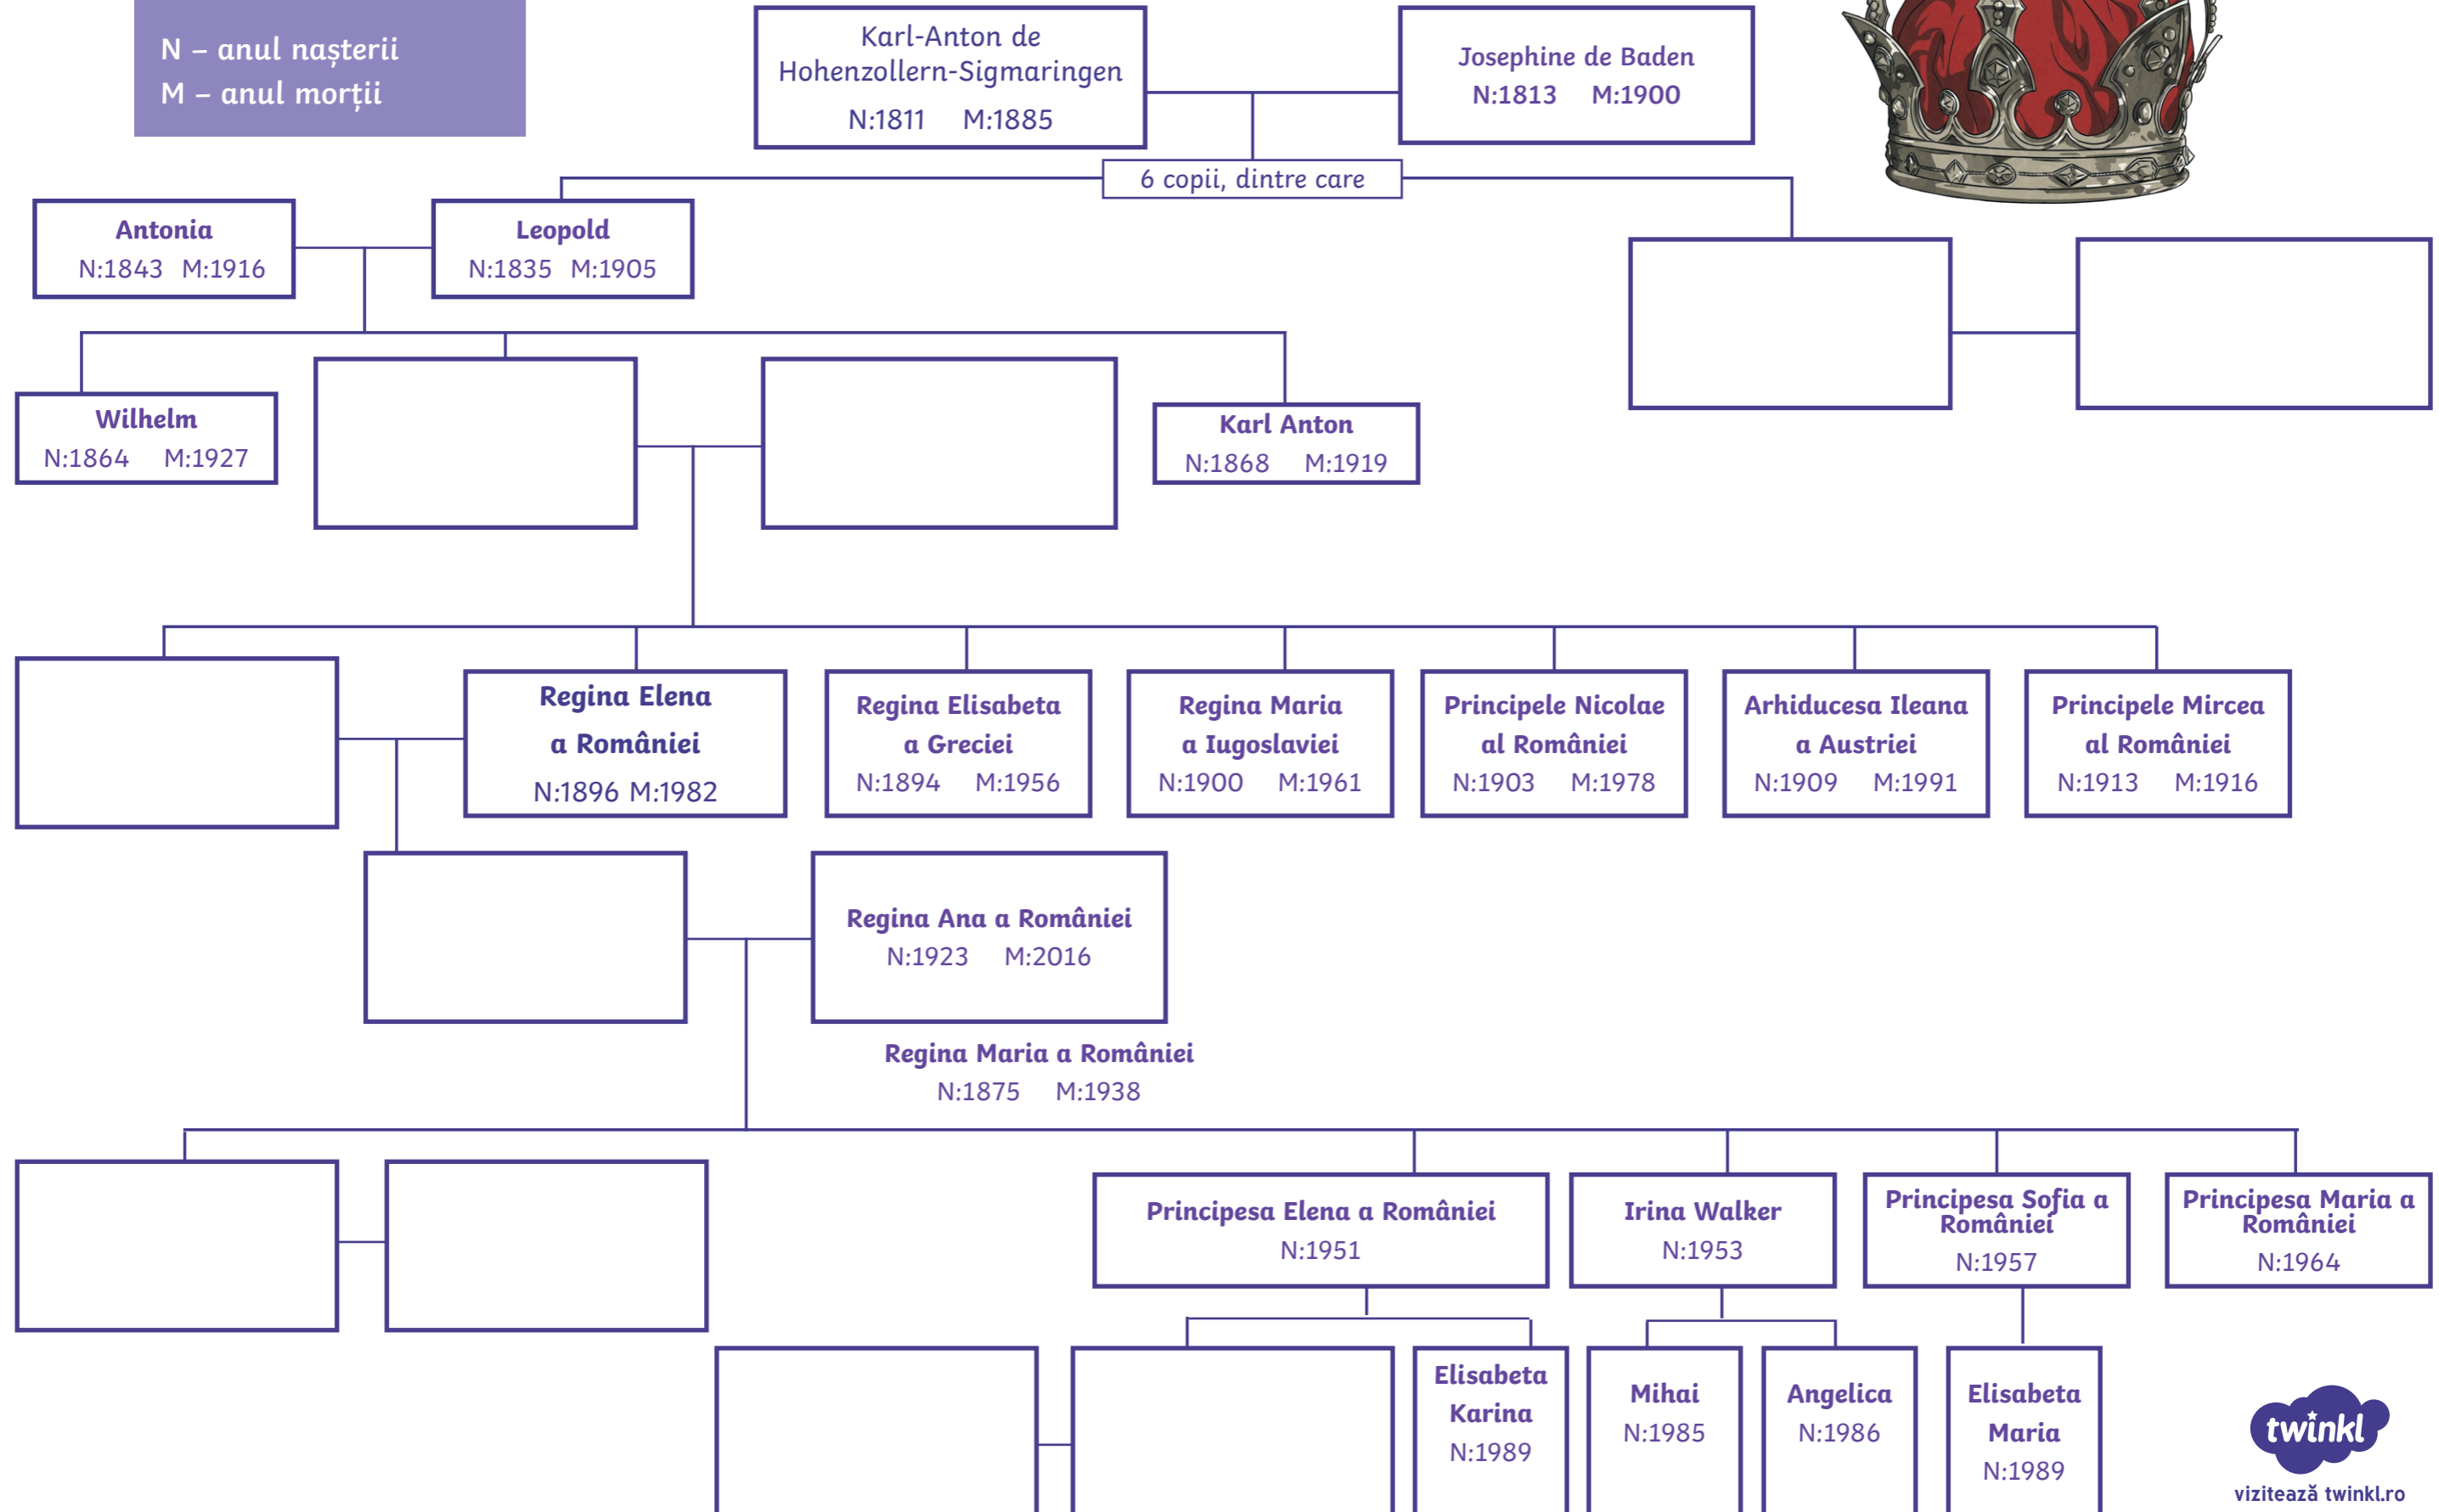 N – anul nașterii
M – anul morții
Karl-Anton de
Hohenzollern-Sigmaringen
N:1811 M:1885
Josephine de Baden
N:1813 M:1900
6 copii, dintre care
Antonia
N:1843 M:1916
Leopold
N:1835 M:1905
Wilhelm
N:1864 M:1927
Karl Anton
N:1868 M:1919
Regina Elena
a României
N:1896 M:1982
Regina Elisabeta
a Greciei
N:1894 M:1956
Regina Maria
a Iugoslaviei
N:1900 M:1961
Principele Nicolae
al României
N:1903 M:1978
Arhiducesa Ileana
a Austriei
N:1909 M:1991
Principele Mircea
al României
N:1913 M:1916
Regina Ana a României
N:1923 M:2016
Regina Maria a României
N:1875 M:1938
Principesa Elena a României
N:1951
Irina Walker
N:1953
Principesa Sofia a
României
N:1957
Principesa Maria a
României
N:1964
Elisabeta
Karina
N:1989
Mihai
N:1985
Angelica
N:1986
Elisabeta
Maria
N:1989
twinkl
vizitează twinkl.ro